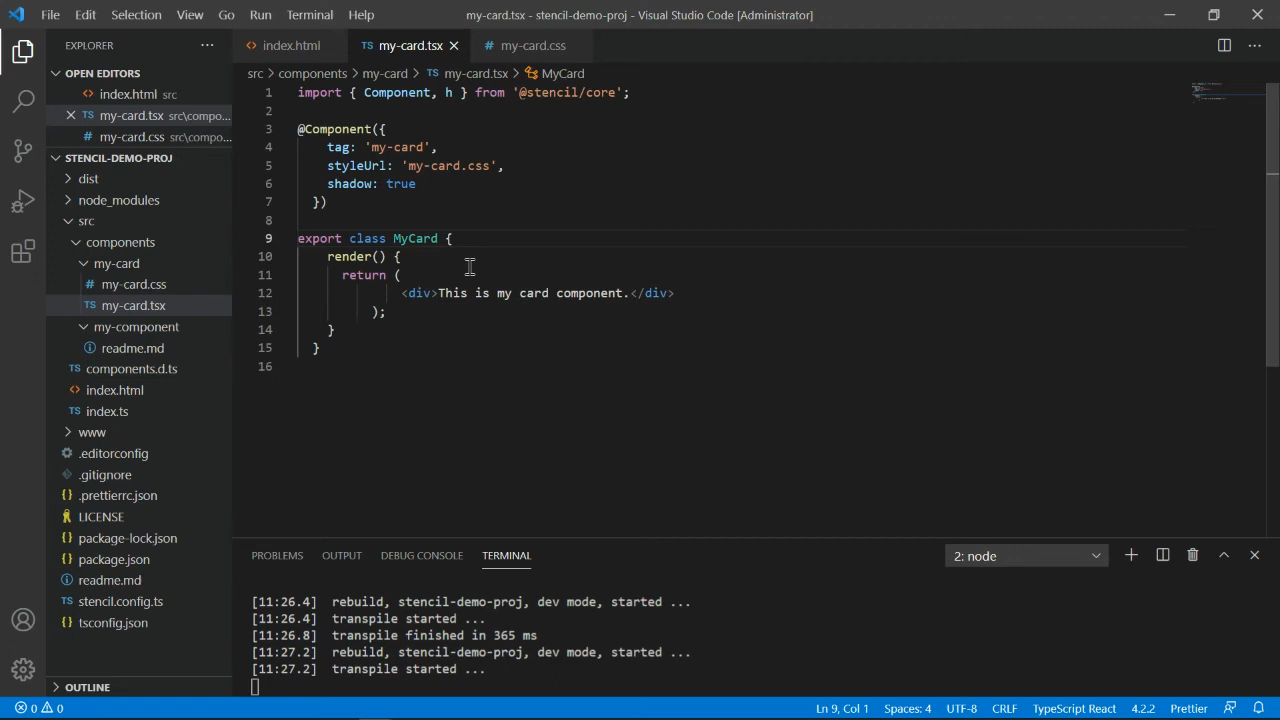 File Edit Selection View Go Run Terminal Help my-card.tsx - stencil-demo-proj - Visual Studio Code [Administrator]
EXPLORER ···
OPEN EDITORS
index.html src
my-card.tsx src\compo...
my-card.css src\compo...
STENCIL-DEMO-PROJ
dist
node_modules
src
components
my-card
my-card.css
my-card.tsx
my-component
readme.md
components.d.ts
index.html
index.ts
www
.editorconfig
.gitignore
.prettierrc.json
LICENSE
package-lock.json
package.json
readme.md
stencil.config.ts
tsconfig.json
OUTLINE
index.html my-card.tsx my-card.css
src > components > my-card > my-card.tsx > MyCard
1 import { Component, h } from '@stencil/core';
2
3 @Component({
4 tag: 'my-card',
5 styleUrl: 'my-card.css',
6 shadow: true
7 })
8
9 export class MyCard {
10 render() {
11 return (
12 <div>This is my card component.</div>
13 );
14 }
15 }
16
PROBLEMS OUTPUT DEBUG CONSOLE TERMINAL 2: node
[11:26.4] rebuild, stencil-demo-proj, dev mode, started ...
[11:26.4] transpile started ...
[11:26.8] transpile finished in 365 ms
[11:27.2] rebuild, stencil-demo-proj, dev mode, started ...
[11:27.2] transpile started ...
0 0 Ln 9, Col 1 Spaces: 4 UTF-8 CRLF TypeScript React 4.2.2 Prettier